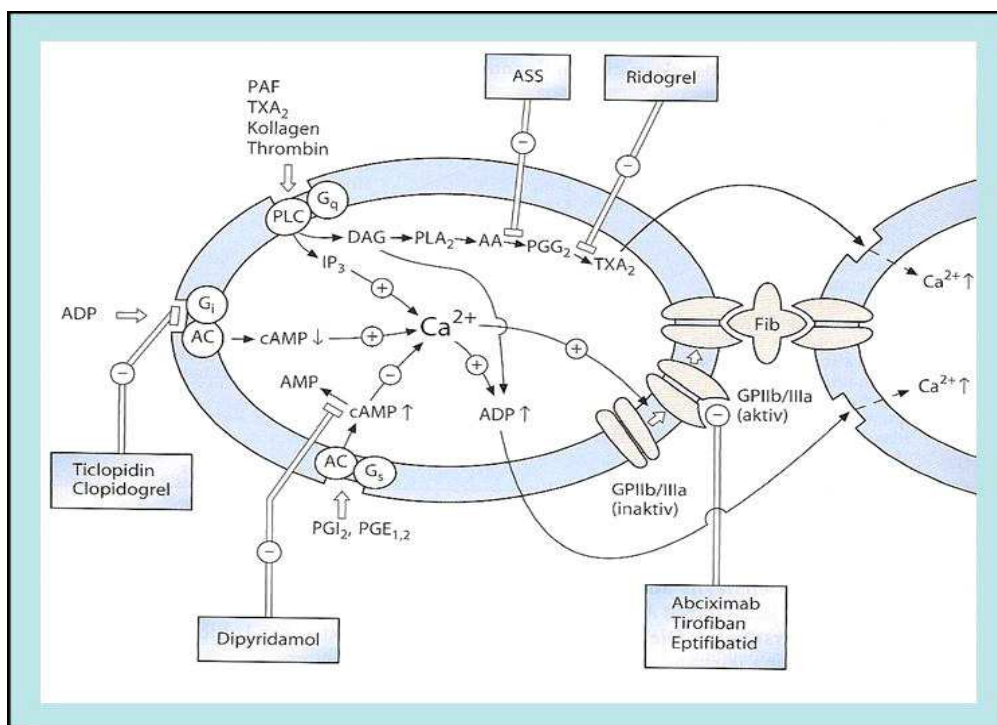 ASS
Ridogrel
PAF
TXA₂
Kollagen
Thrombin
PLC
Gq
DAG
PLA₂
AA
PGG₂
TXA₂
IP₃
+
ADP
Gi
AC
cAMP ↓
+
Ca²⁺
+
+
Fib
Ca²⁺ ↑
AMP
−
cAMP ↑
ADP ↑
GPIIb/IIIa
(aktiv)
Ca²⁺ ↑
AC
Gs
GPIIb/IIIa
(inaktiv)
PGI₂, PGE₁,₂
Ticlopidin
Clopidogrel
Dipyridamol
Abciximab
Tirofiban
Eptifibatid
−
−
−
−
−